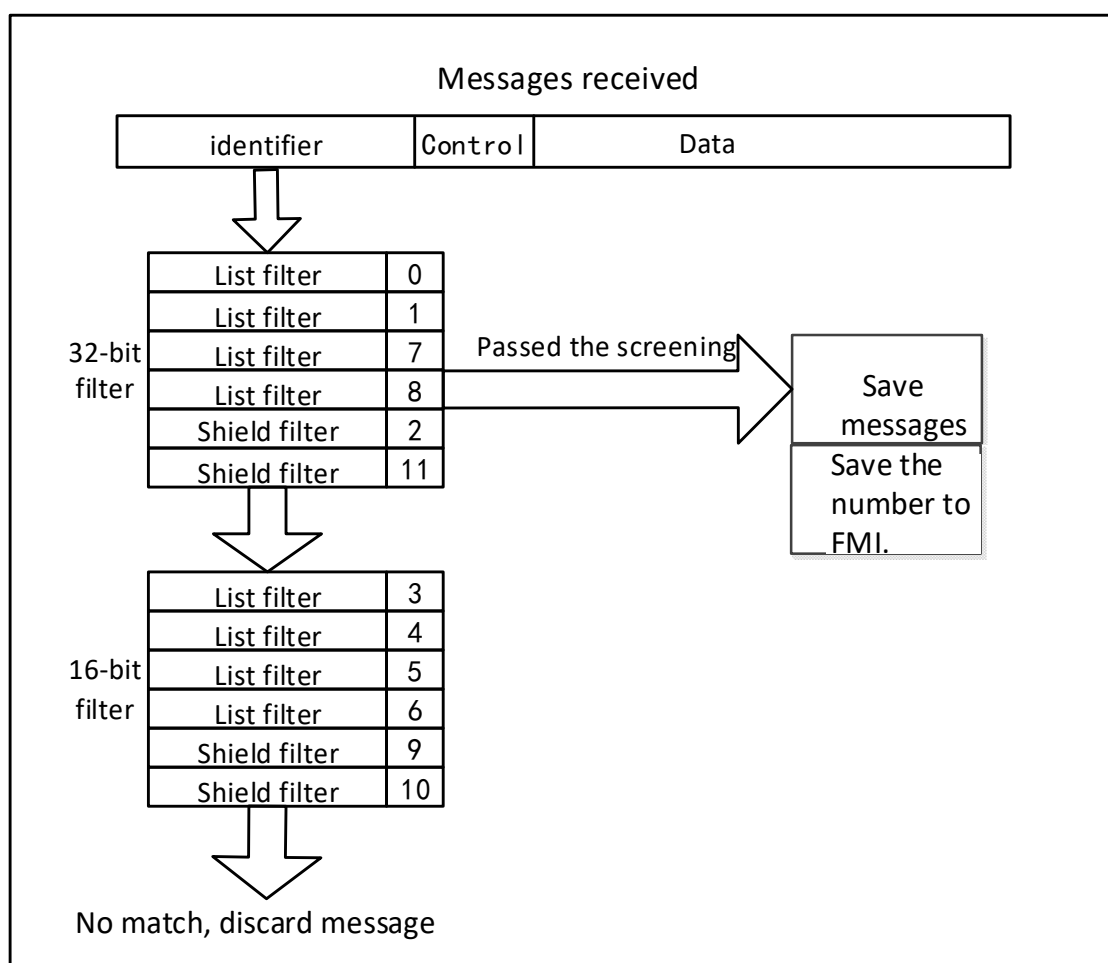 Messages received
identifier Control Data
List filter 0
List filter 1
32-bit filter
List filter 7
List filter 8
Shield filter 2
Shield filter 11
Passed the screening
Save
messages
Save the
number to
FMI.
List filter 3
List filter 4
16-bit
filter
List filter 5
List filter 6
Shield filter 9
Shield filter 10
No match, discard message